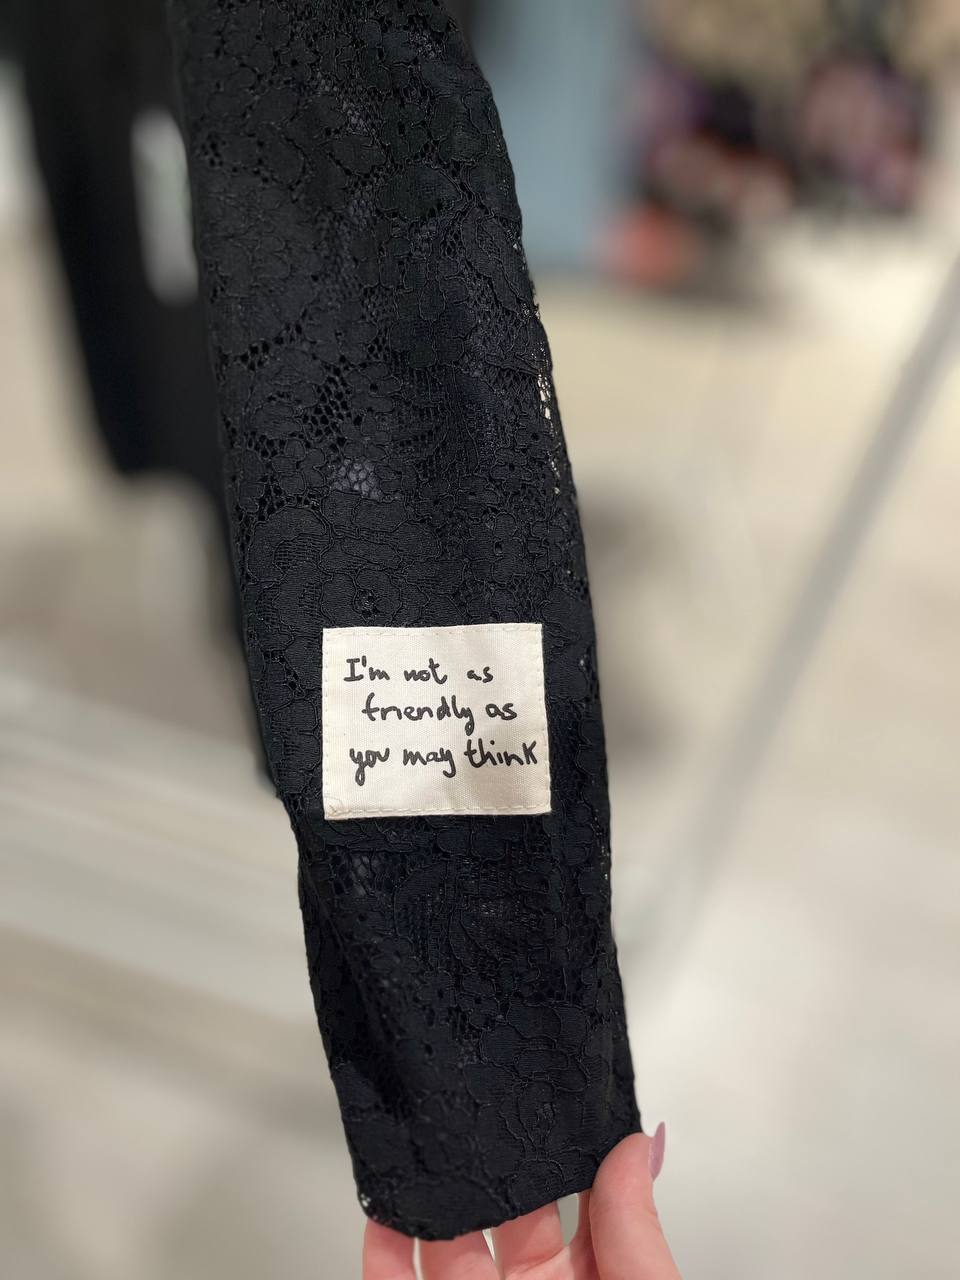 I'm not as
friendly as
you may think